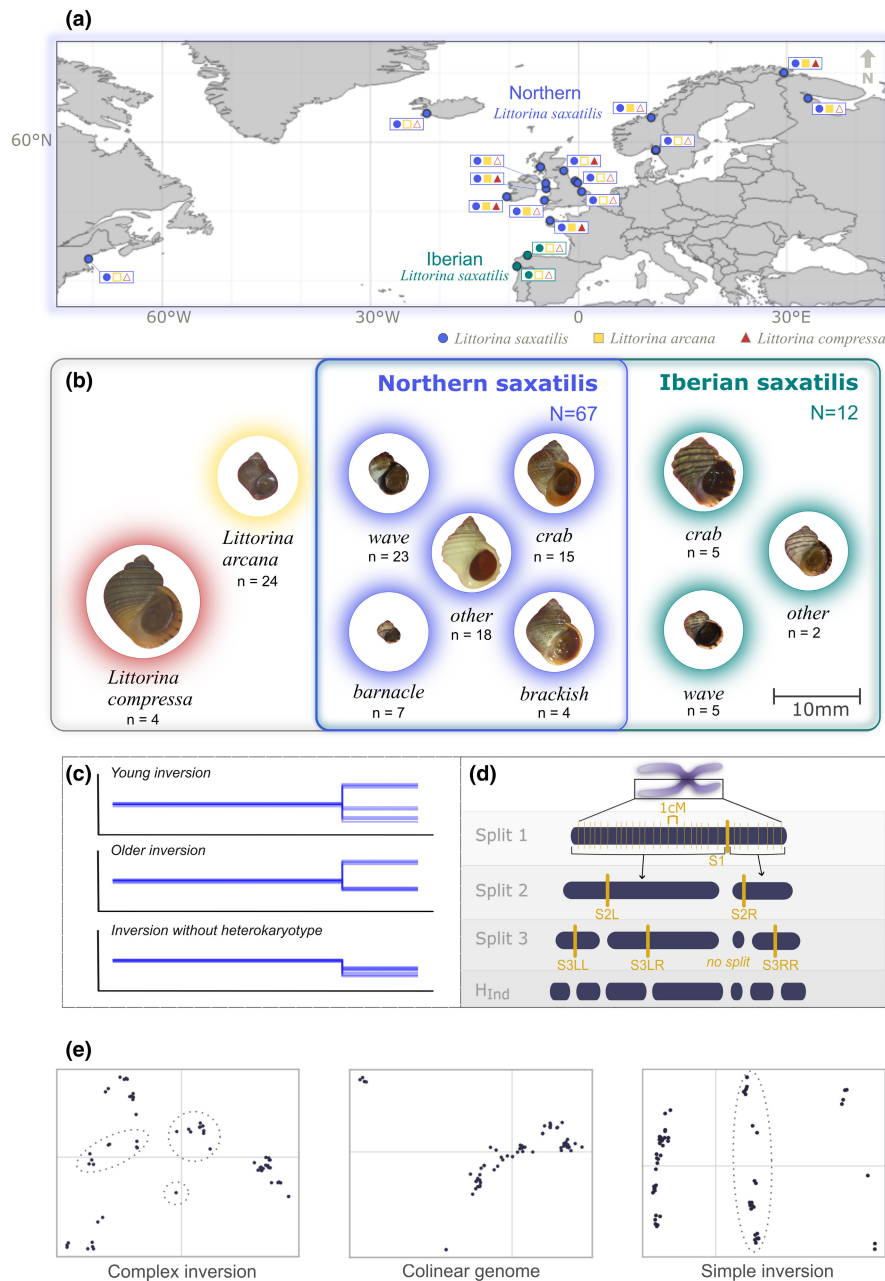 (a)
N
Northern
Littorina saxatilis
60°N
Iberian
Littorina saxatilis
60°W
30°W
0
30°E
Littorina saxatilis
Littorina arcana
Littorina compressa
(b)
Northern saxatilis
N=67
Iberian saxatilis
N=12
Littorina
arcana
n = 24
wave
n = 23
crab
n = 15
crab
n = 5
other
n = 18
other
n = 2
Littorina
compressa
n = 4
barnacle
n = 7
brackish
n = 4
wave
n = 5
10mm
(c)
Young inversion
Older inversion
Inversion without heterokaryotype
(d)
1cM
Split 1
S1
Split 2
S2L
S2R
Split 3
S3LL
S3LR
no split
S3RR
HInd
(e)
Complex inversion
Colinear genome
Simple inversion